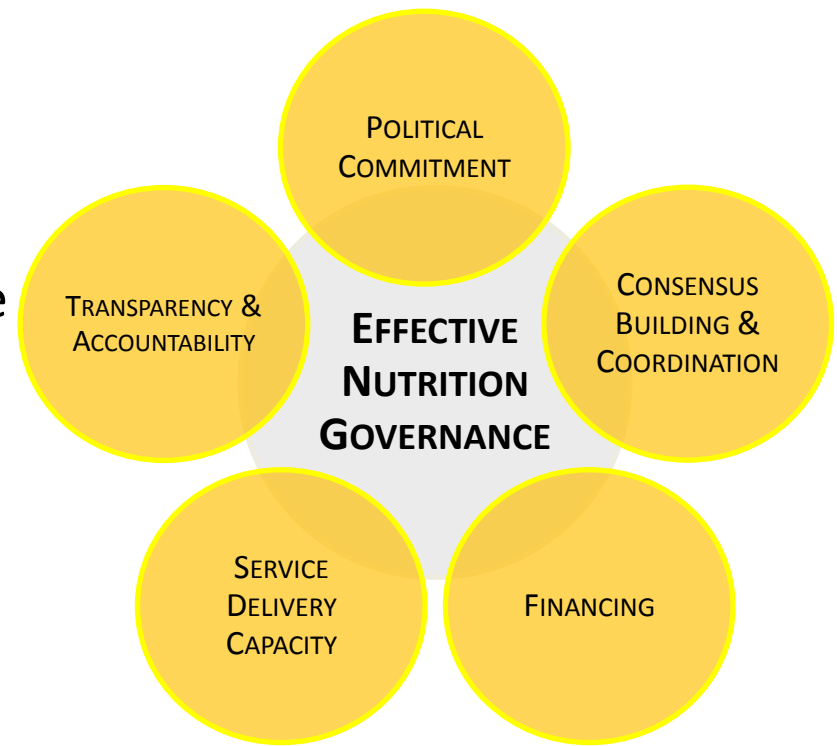 POLITICAL
COMMITMENT
TRANSPARENCY &
ACCOUNTABILITY
CONSENSUS
BUILDING &
COORDINATION
EFFECTIVE
NUTRITION
GOVERNANCE
SERVICE
DELIVERY
CAPACITY
FINANCING
e